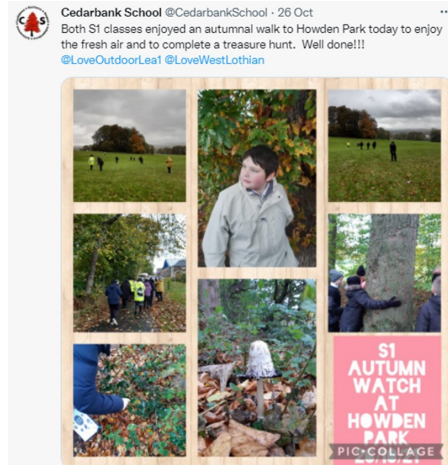 Cedarbank School @CedarbankSchool · 26 Oct
Both S1 classes enjoyed an autumnal walk to Howden Park today to enjoy
the fresh air and to complete a treasure hunt. Well done!!!
@LoveOutdoorLea1 @LoveWestLothian
C S
S1
AUTUMN
WATCH
AT
HOWDEN
PARK
PIC•COLLAGE